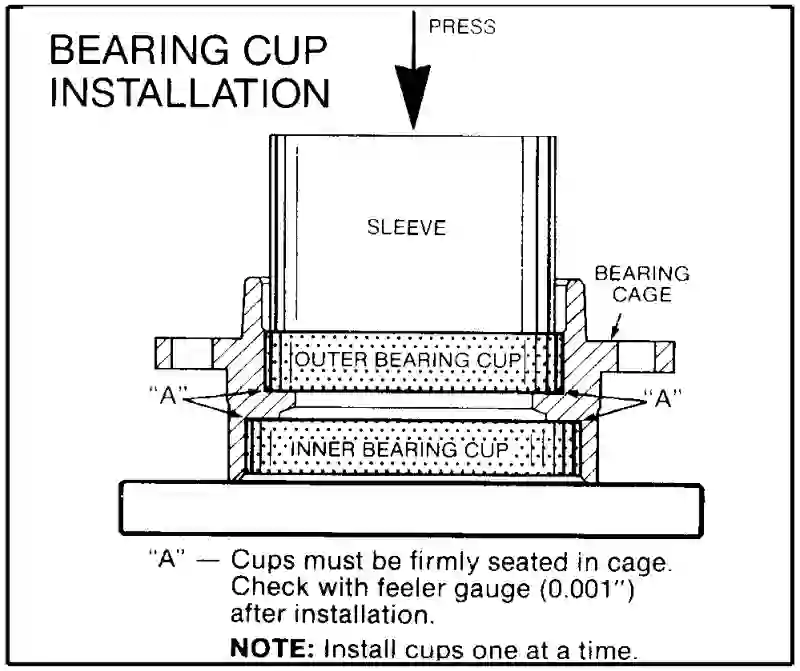 BEARING CUP
INSTALLATION
PRESS
SLEEVE
BEARING
CAGE
OUTER BEARING CUP
"A"
"A"
INNER BEARING CUP
"A" — Cups must be firmly seated in cage.
Check with feeler gauge (0.001")
after installation.
NOTE: Install cups one at a time.